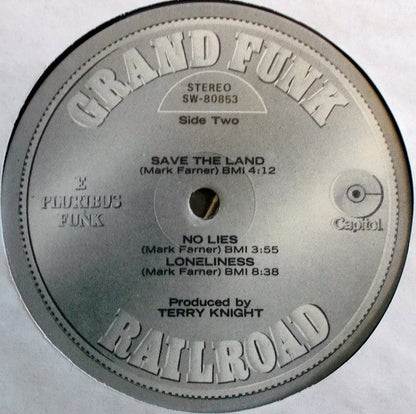 GRAND FUNK
STEREO
SW-80853
Side Two
SAVE THE LAND
(Mark Farner) BMI 4:12
E
PLURIBUS
FUNK
Capitol
NO LIES
(Mark Farner) BMI 3:55
LONELINESS
(Mark Farner) BMI 8:38
Produced by
TERRY KNIGHT
RAILROAD